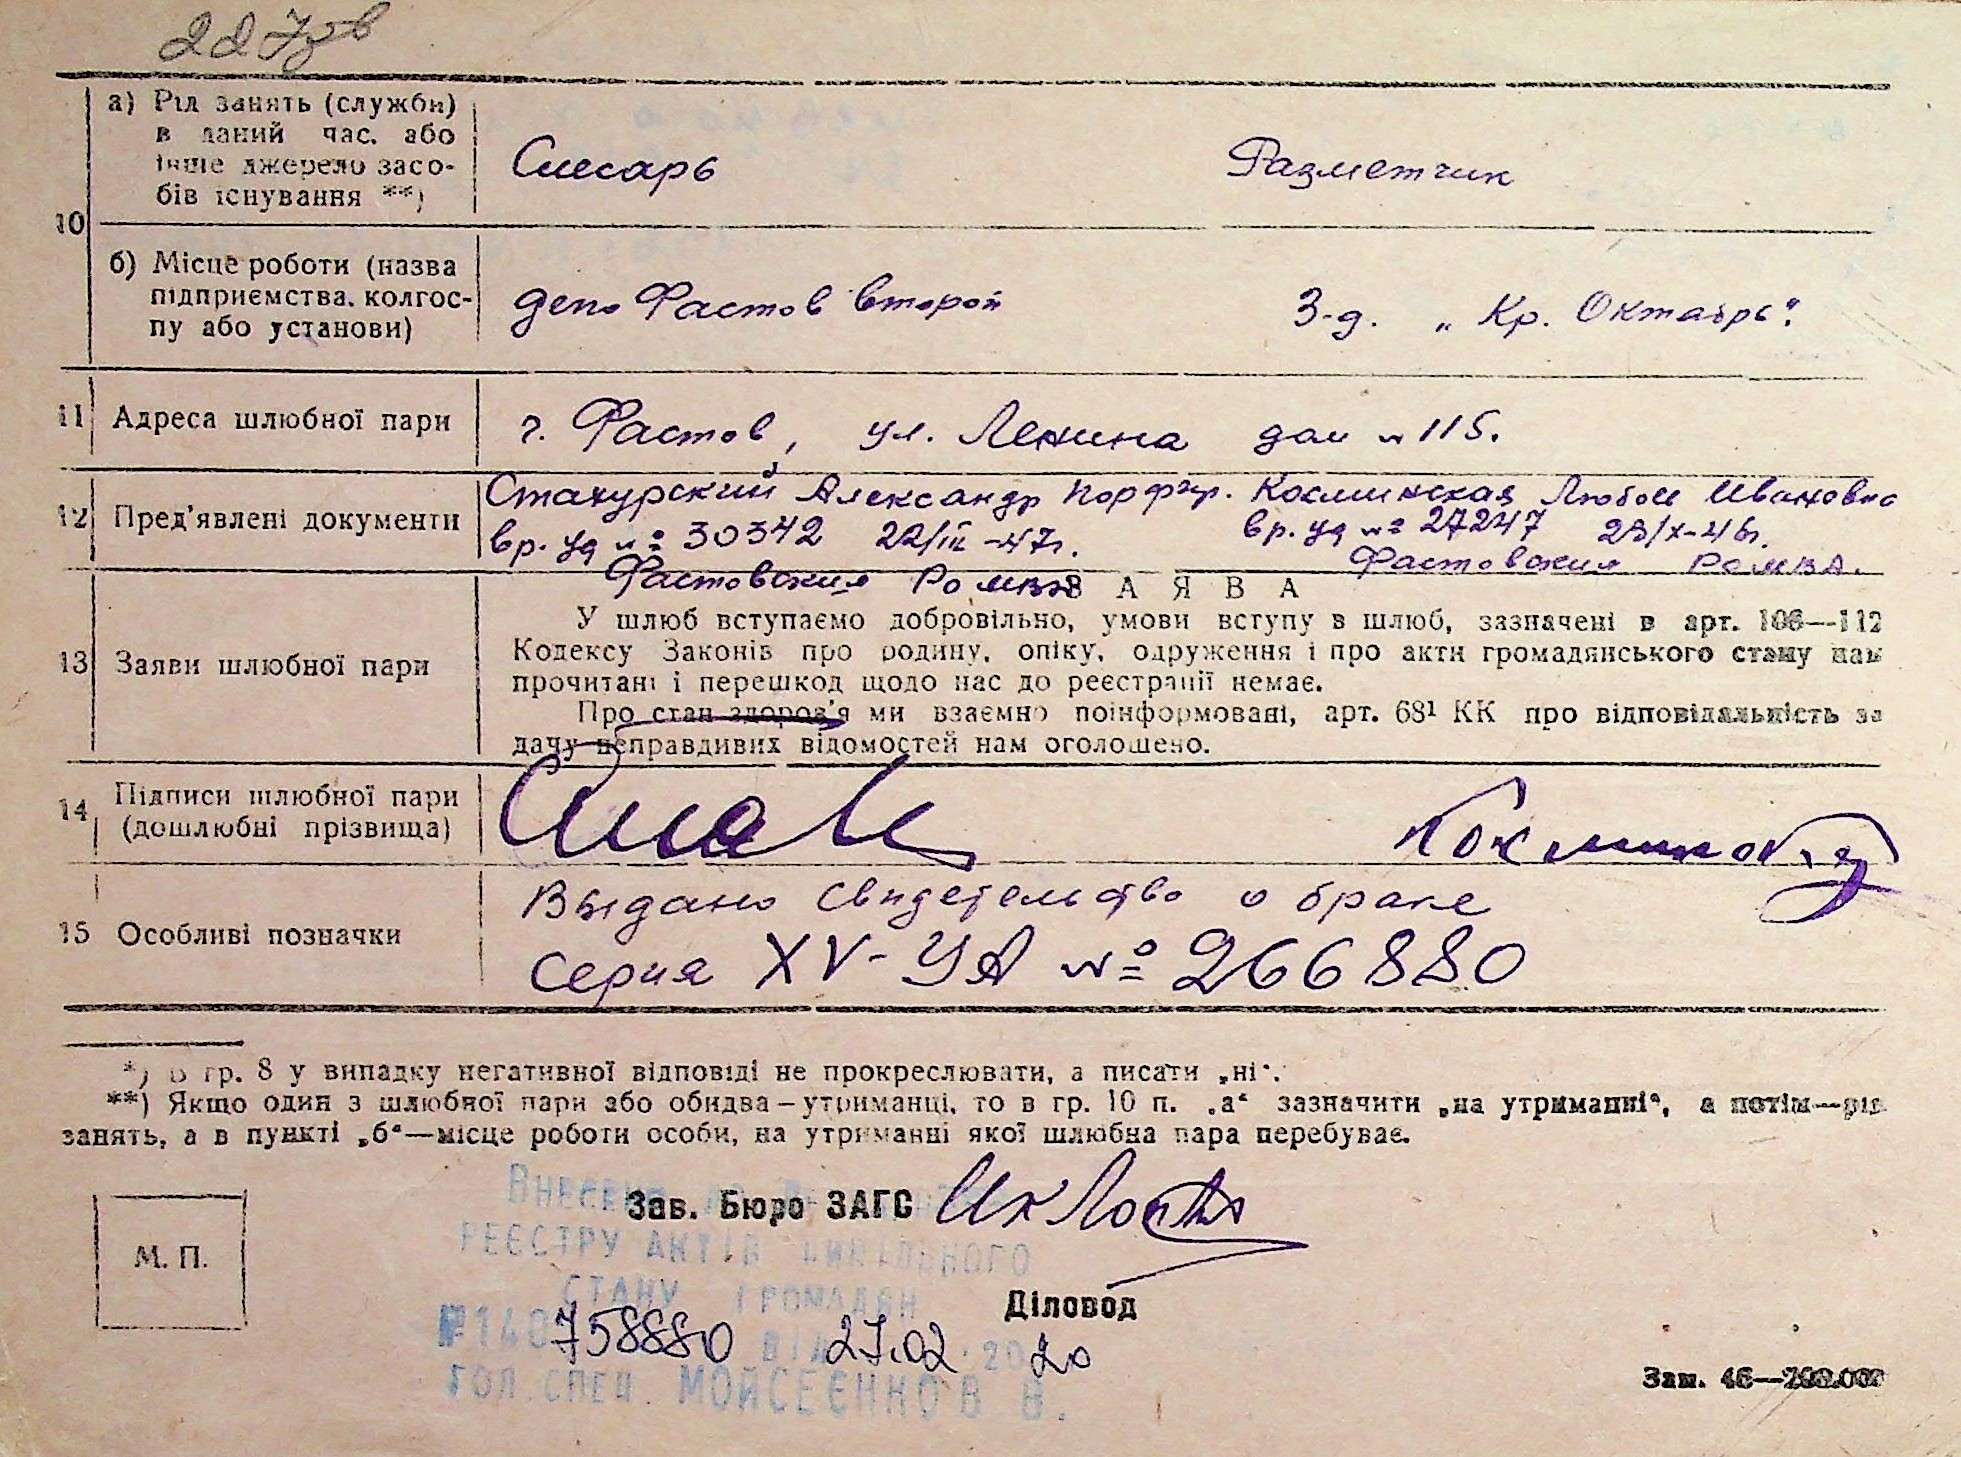 10 а) Рід занять (служби) в даний час, або інше джерело засобів існування **)
Слесарь Разметчик
б) Місце роботи (назва підприємства, колгоспу або установи)
депо Фастов второй З-д. „Кр. Октябрь".
11 Адреса шлюбної пари
г. Фастов, ул. Ленина дом № 115.
12 Пред'явлені документи
Стахурский Александр Порфир. Косминская Любовь Ивановна
вр. уд № 30342 22/III-47г. вр. уд № 27247 23/X-46г.
Фастовския РОМВД Фастовския РОМВД.
13 Заяви шлюбної пари
ЗАЯВА
У шлюб вступаємо добровільно, умови вступу в шлюб, зазначені в арт. 106—112
Кодексу Законів про родину, опіку, одруження і про акти громадянського стану нам
прочитані і перешкод щодо нас до реєстрації немає.
Про стан здоров'я ми взаємно поінформовані, арт. 68¹ КК про відповідальність за
дачу неправдивих відомостей нам оголошено.
14 Підписи шлюбної пари
(дошлюбні прізвища)
15 Особливі позначки
Выдано свидетельство о браке
Серия XV-УА № 266880
*) В гр. 8 у випадку негативної відповіді не прокреслювати, а писати „ні".
**) Якщо один з шлюбної пари або обидва — утриманці, то в гр. 10 п. „а" зазначити „на утриманні", а потім—рід
занять, а в пункті „б"—місце роботи особи, на утриманні якої шлюбна пара перебуває.
М. П.
Зав. Бюро ЗАГС
РЕЄСТРУ АКТІВ ЦИВІЛЬНОГО
СТАНУ ГРОМАДЯН
Діловод
758880 ВІД 27.02.2020
ГОЛ. СПЕЦ. МОЙСЕЄНКО В. В.
Зам. 46—200.000